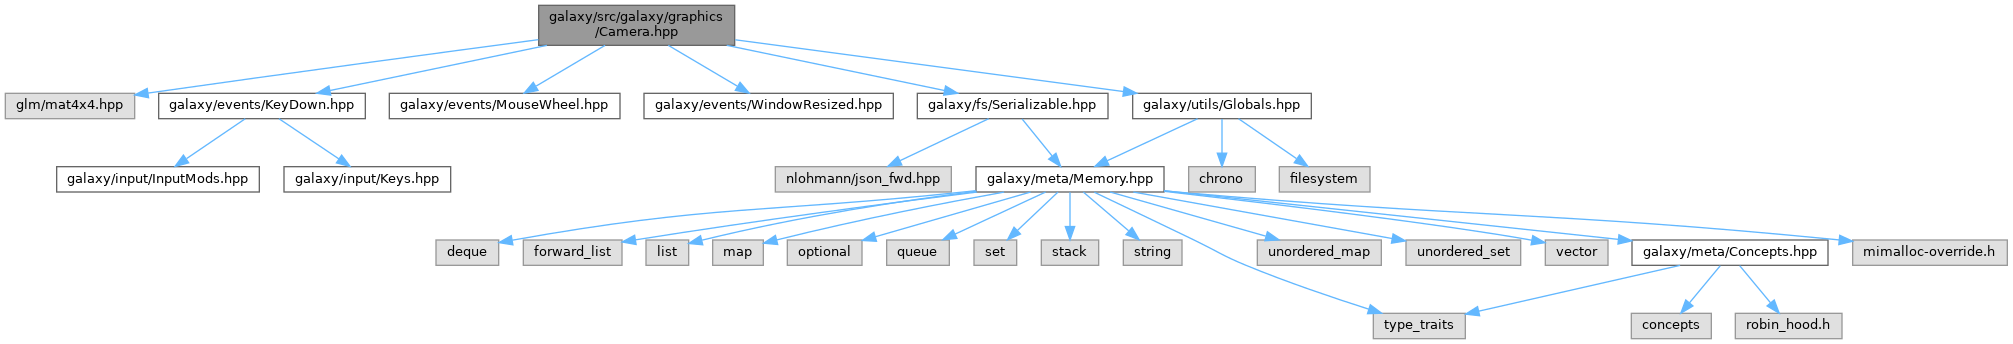 galaxy/src/galaxy/graphics
/Camera.hpp
glm/mat4x4.hpp
galaxy/events/KeyDown.hpp
galaxy/events/MouseWheel.hpp
galaxy/events/WindowResized.hpp
galaxy/fs/Serializable.hpp
galaxy/utils/Globals.hpp
galaxy/input/InputMods.hpp
galaxy/input/Keys.hpp
nlohmann/json_fwd.hpp
galaxy/meta/Memory.hpp
chrono
filesystem
deque
forward_list
list
map
optional
queue
set
stack
string
unordered_map
unordered_set
vector
galaxy/meta/Concepts.hpp
mimalloc-override.h
type_traits
concepts
robin_hood.h